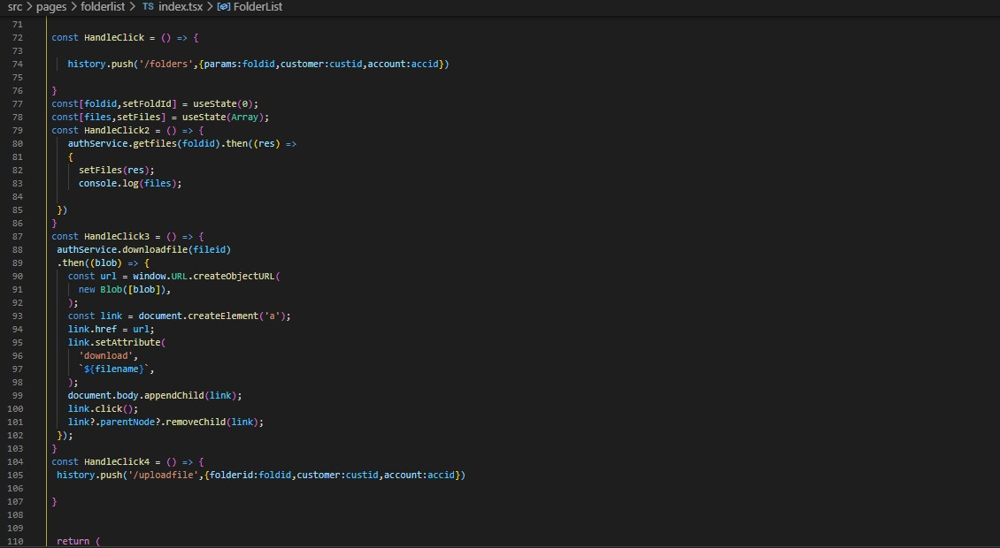 src > pages > folderlist > TS index.tsx > FolderList
71
72 const HandleClick = () => {
73
74 history.push('/folders',{params:foldid,customer:custid,account:accid})
75
76 }
77 const[foldid,setFoldId] = useState(0);
78 const[files,setFiles] = useState(Array);
79 const HandleClick2 = () => {
80 authService.getfiles(foldid).then((res) =>
81 {
82 setFiles(res);
83 console.log(files);
84
85 })
86 }
87 const HandleClick3 = () => {
88 authService.downloadfile(fileid)
89 .then((blob) => {
90 const url = window.URL.createObjectURL(
91 new Blob([blob]),
92 );
93 const link = document.createElement('a');
94 link.href = url;
95 link.setAttribute(
96 'download',
97 `${filename}`,
98 );
99 document.body.appendChild(link);
100 link.click();
101 link?.parentNode?.removeChild(link);
102 });
103 }
104 const HandleClick4 = () => {
105 history.push('/uploadfile',{folderid:foldid,customer:custid,account:accid})
106
107 }
108
109
110 return (